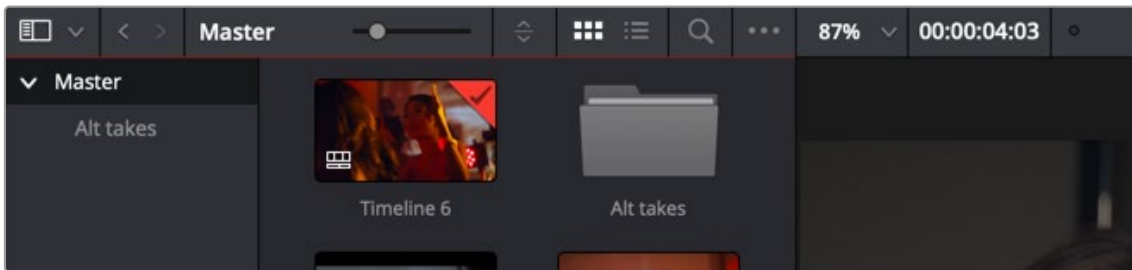 Master 87% 00:00:04:03
Master
Alt takes
Timeline 6 Alt takes